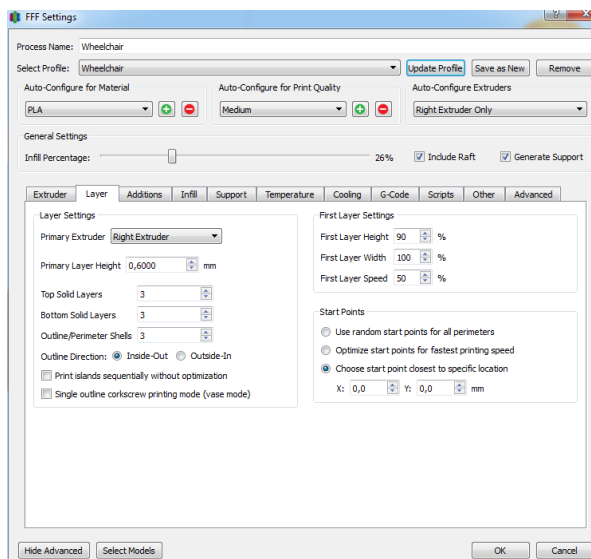 FFF Settings
Process Name: Wheelchair
Select Profile: Wheelchair Update Profile Save as New Remove
Auto-Configure for Material Auto-Configure for Print Quality Auto-Configure Extruders
PLA Medium Right Extruder Only
General Settings
Infill Percentage: 26% Include Raft Generate Support
Extruder Layer Additions Infill Support Temperature Cooling G-Code Scripts Other Advanced
Layer Settings
Primary Extruder Right Extruder
Primary Layer Height 0,6000 mm
Top Solid Layers 3
Bottom Solid Layers 3
Outline/Perimeter Shells 3
Outline Direction: Inside-Out Outside-In
Print islands sequentially without optimization
Single outline corkscrew printing mode (vase mode)
First Layer Settings
First Layer Height 90 %
First Layer Width 100 %
First Layer Speed 50 %
Start Points
Use random start points for all perimeters
Optimize start points for fastest printing speed
Choose start point closest to specific location
X: 0,0 Y: 0,0 mm
Hide Advanced Select Models OK Cancel